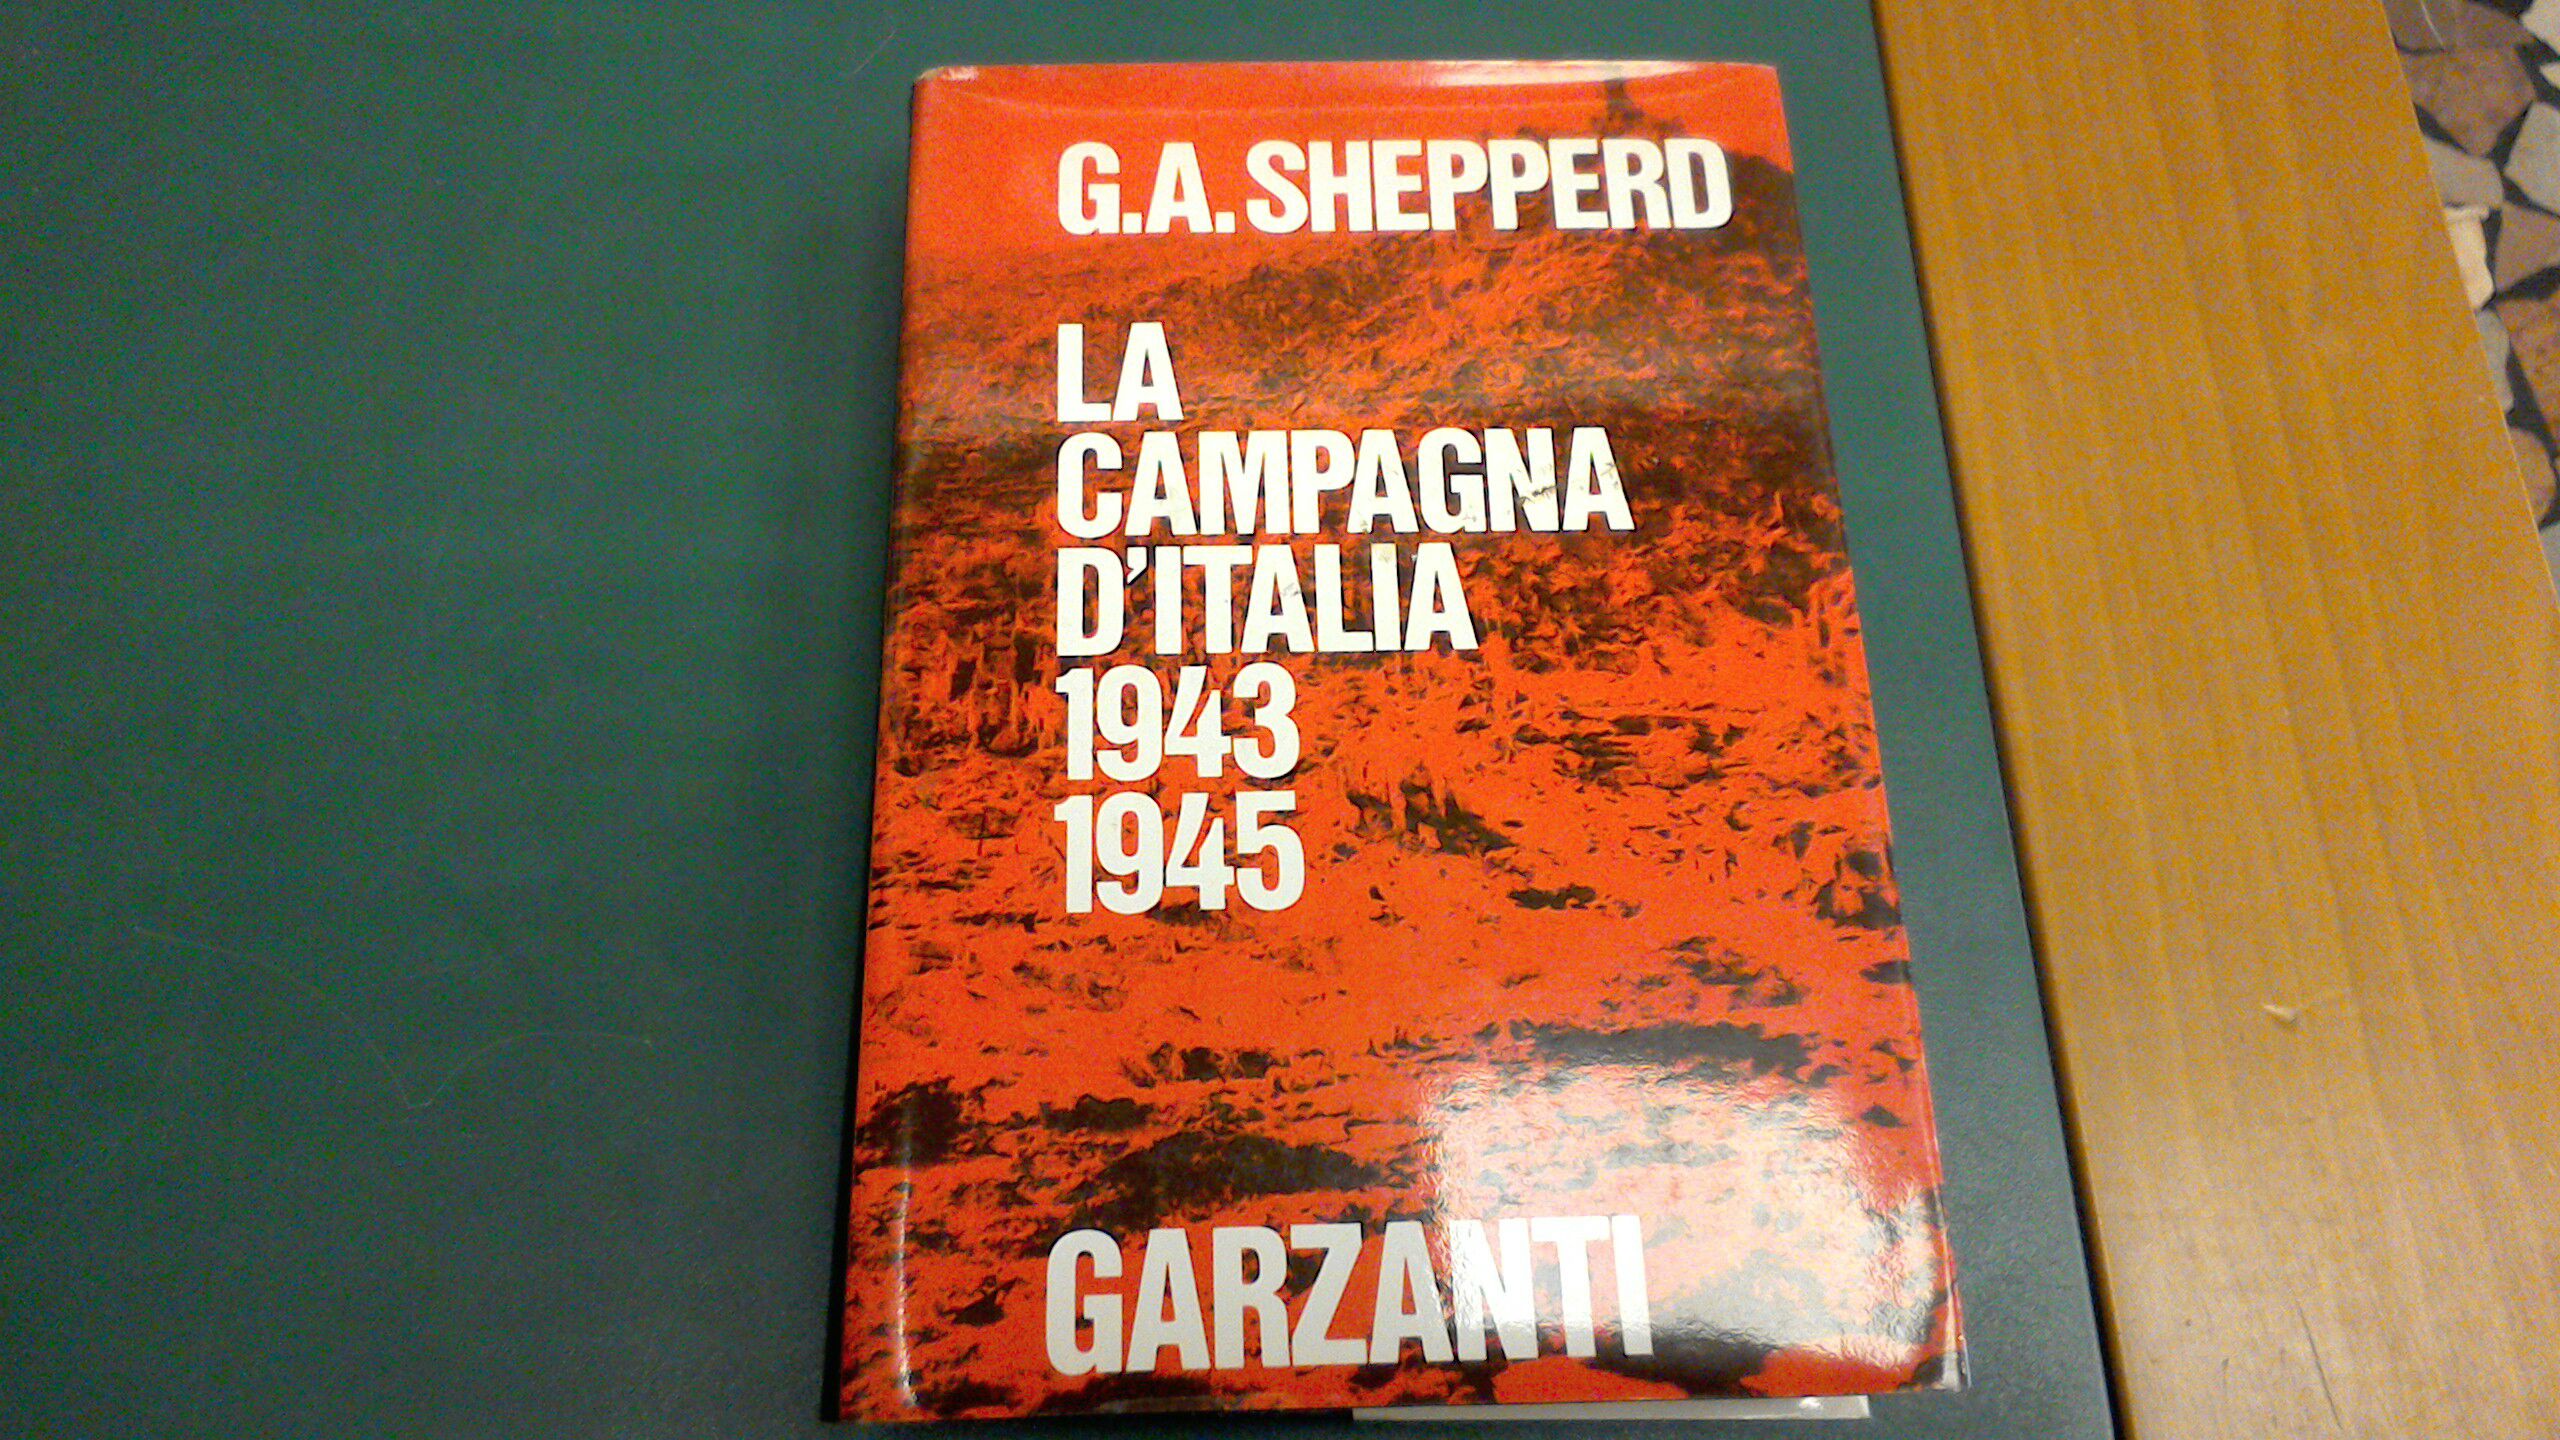 G.A. SHEPPERD
LA
CAMPAGNA
D'ITALIA
1943
1945
GARZANTI